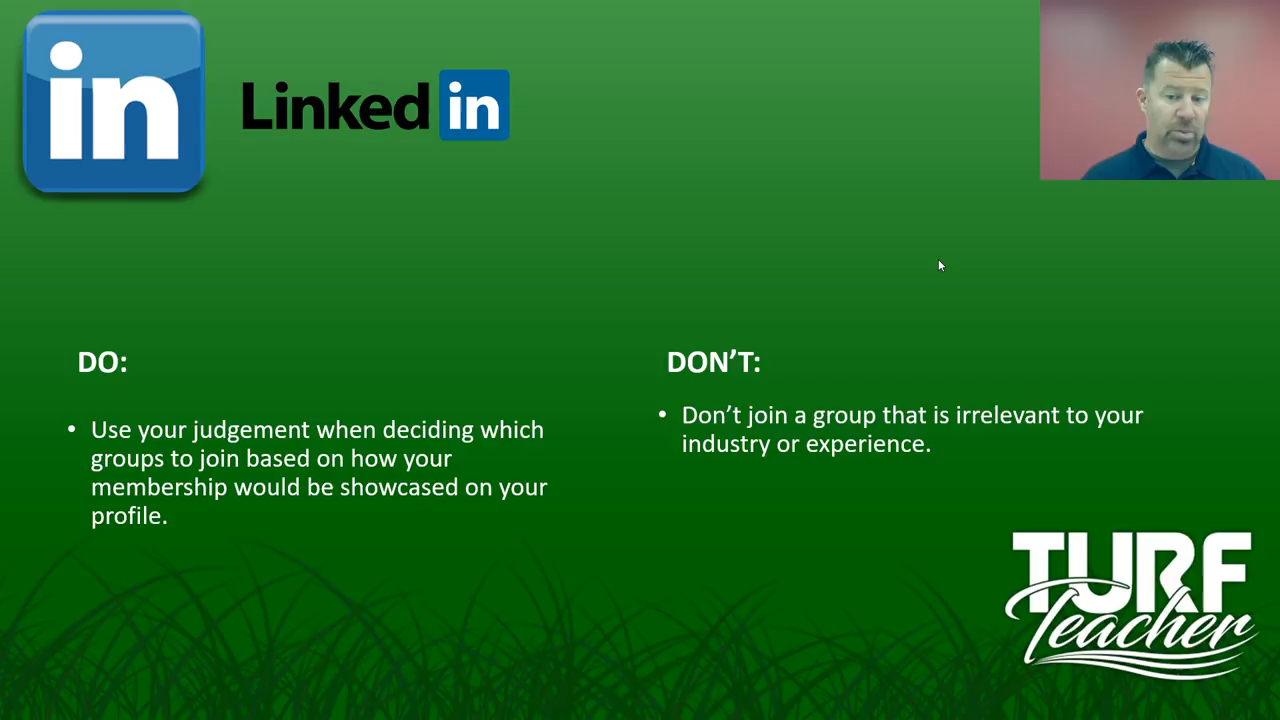 in
Linked in
DO:
• Use your judgement when deciding which
groups to join based on how your
membership would be showcased on your
profile.
DON’T:
• Don’t join a group that is irrelevant to your
industry or experience.
TURF
Teacher